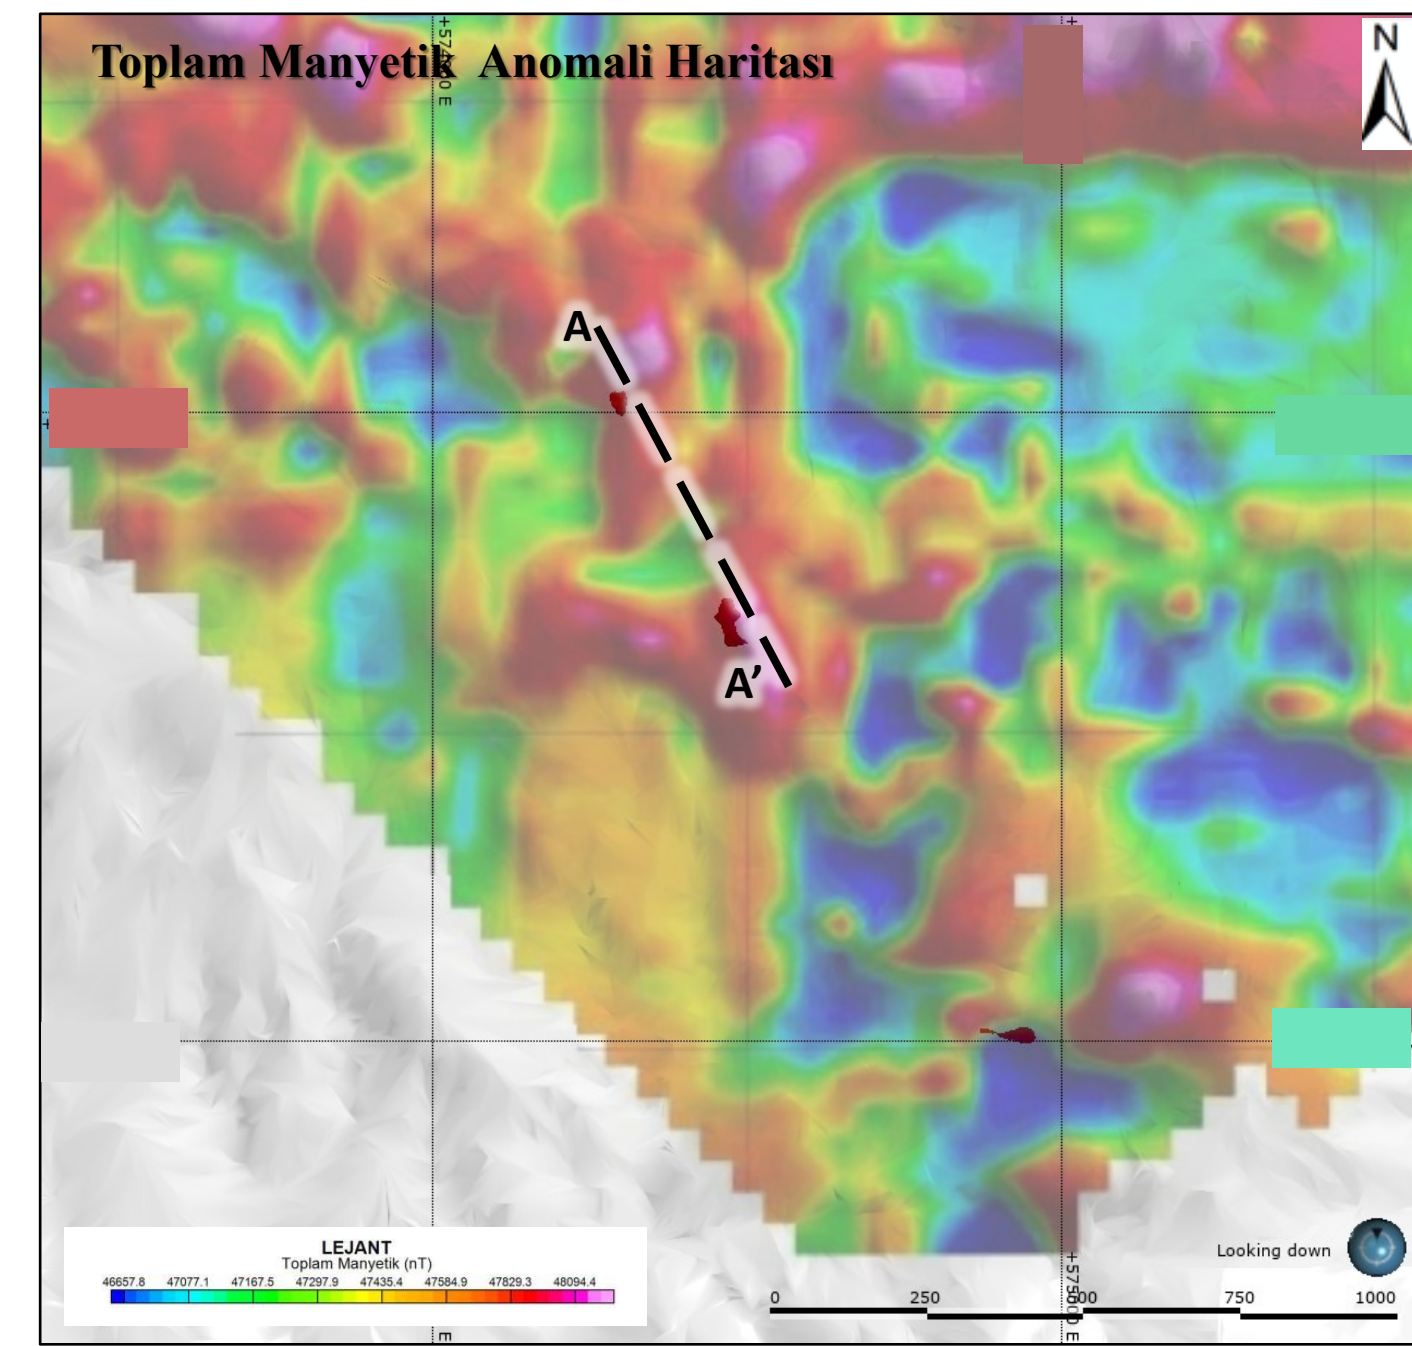 Toplam Manyetik Anomali Haritası
N
A
A’
LEJANT
Toplam Manyetik (nT)
46657.8 47077.1 47167.5 47297.9 47435.4 47584.9 47829.3 48094.4
Looking down
0 250 500 750 1000
E